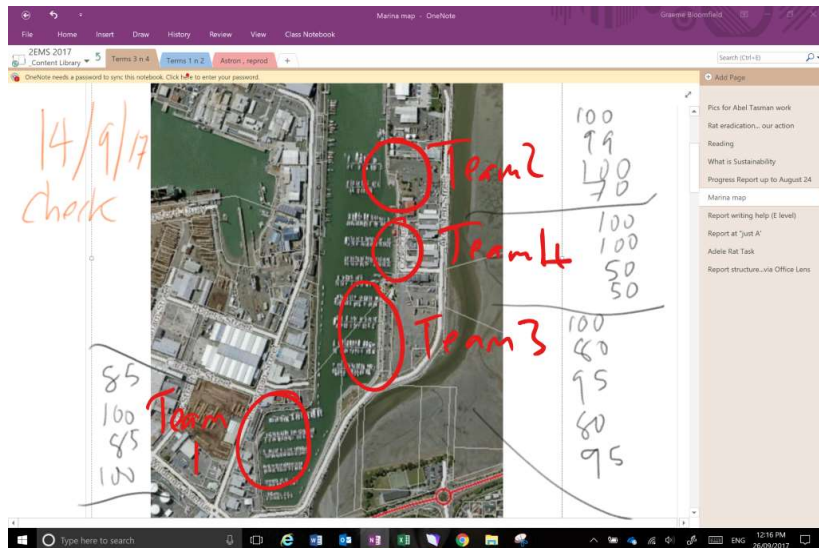 Marina map - OneNote
Graeme Bloomfield
File Home Insert Draw History Review View Class Notebook
2EMS 2017
_Content Library
5
Terms 3 n 4
Terms 1 n 2
Astron.. reprod
+
Search (Ctrl+E)
OneNote needs a password to sync this notebook. Click here to enter your password.
Add Page
Pics for Abel Tasman work
Rat eradication... our action
Reading
What is Sustainability
Progress Report up to August 24
Marina map
Report writing help (E level)
Report at "just A'
Adele Rat Task
Report structure...via Office Lens
14/9/17
check
Team 2
100
99
100
70
Team 4
100
100
50
50
Team 3
100
80
95
80
95
Team
1
85
100
85
100
Type here to search
ENG
12:16 PM
26/09/2017